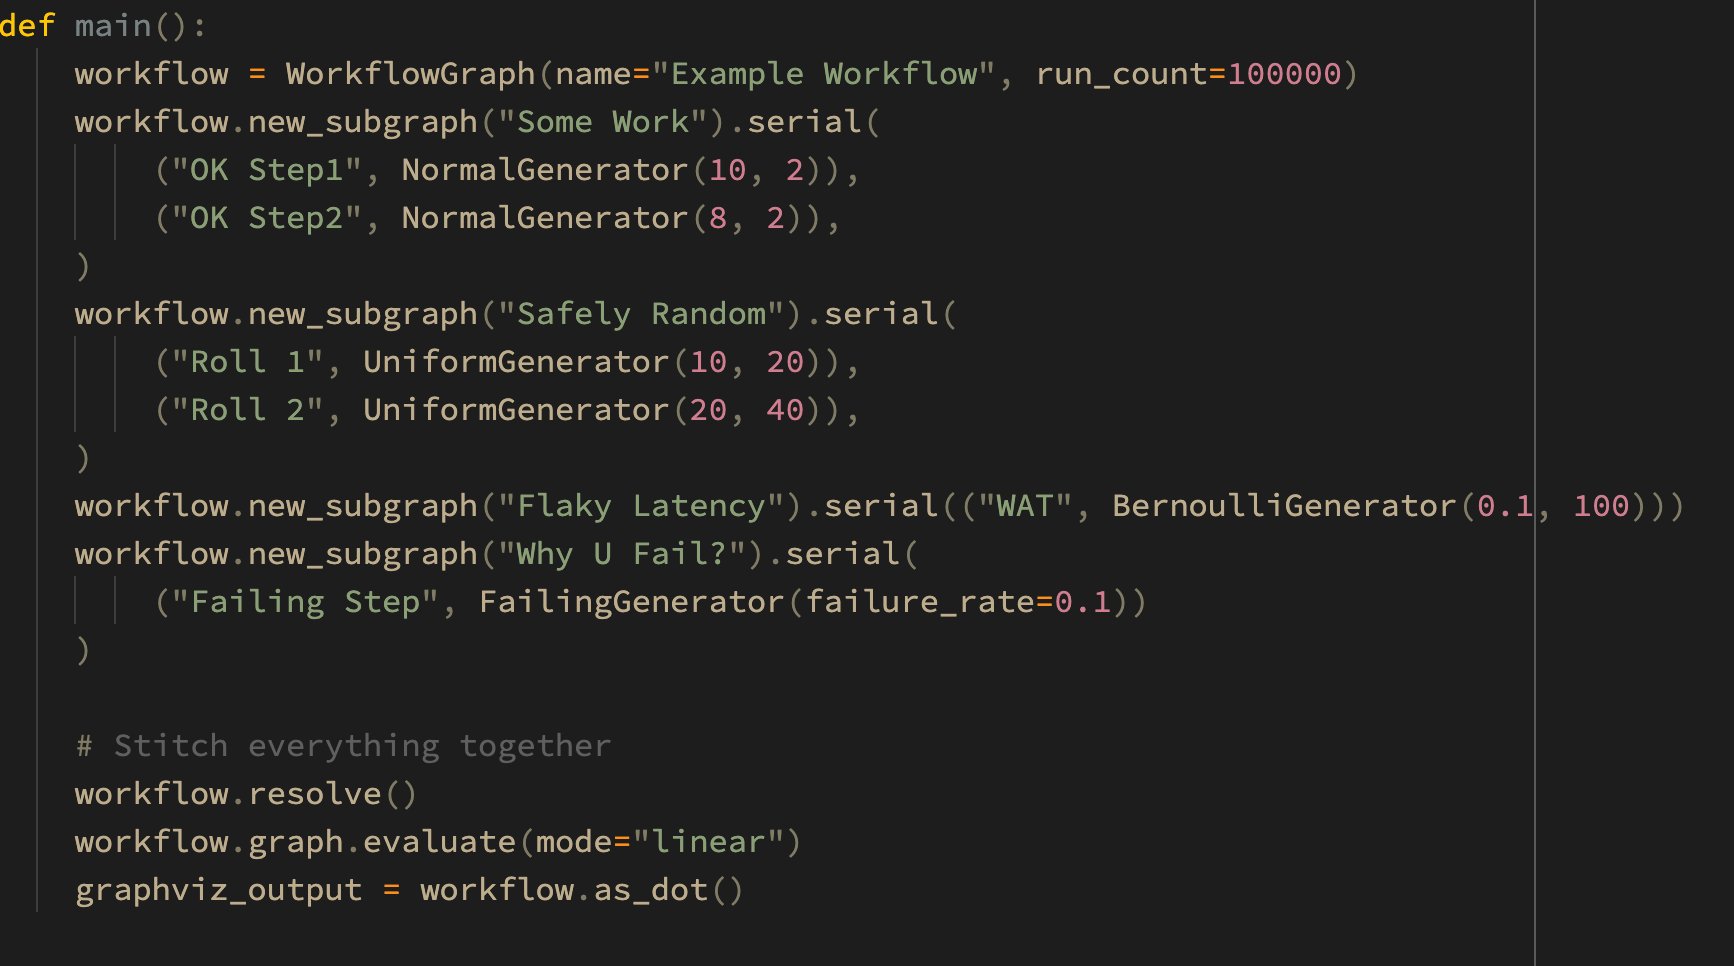 def main():
    workflow = WorkflowGraph(name="Example Workflow", run_count=100000)
    workflow.new_subgraph("Some Work").serial(
        ("OK Step1", NormalGenerator(10, 2)),
        ("OK Step2", NormalGenerator(8, 2)),
    )
    workflow.new_subgraph("Safely Random").serial(
        ("Roll 1", UniformGenerator(10, 20)),
        ("Roll 2", UniformGenerator(20, 40)),
    )
    workflow.new_subgraph("Flaky Latency").serial(("WAT", BernoulliGenerator(0.1, 100)))
    workflow.new_subgraph("Why U Fail?").serial(
        ("Failing Step", FailingGenerator(failure_rate=0.1))
    )

    # Stitch everything together
    workflow.resolve()
    workflow.graph.evaluate(mode="linear")
    graphviz_output = workflow.as_dot()